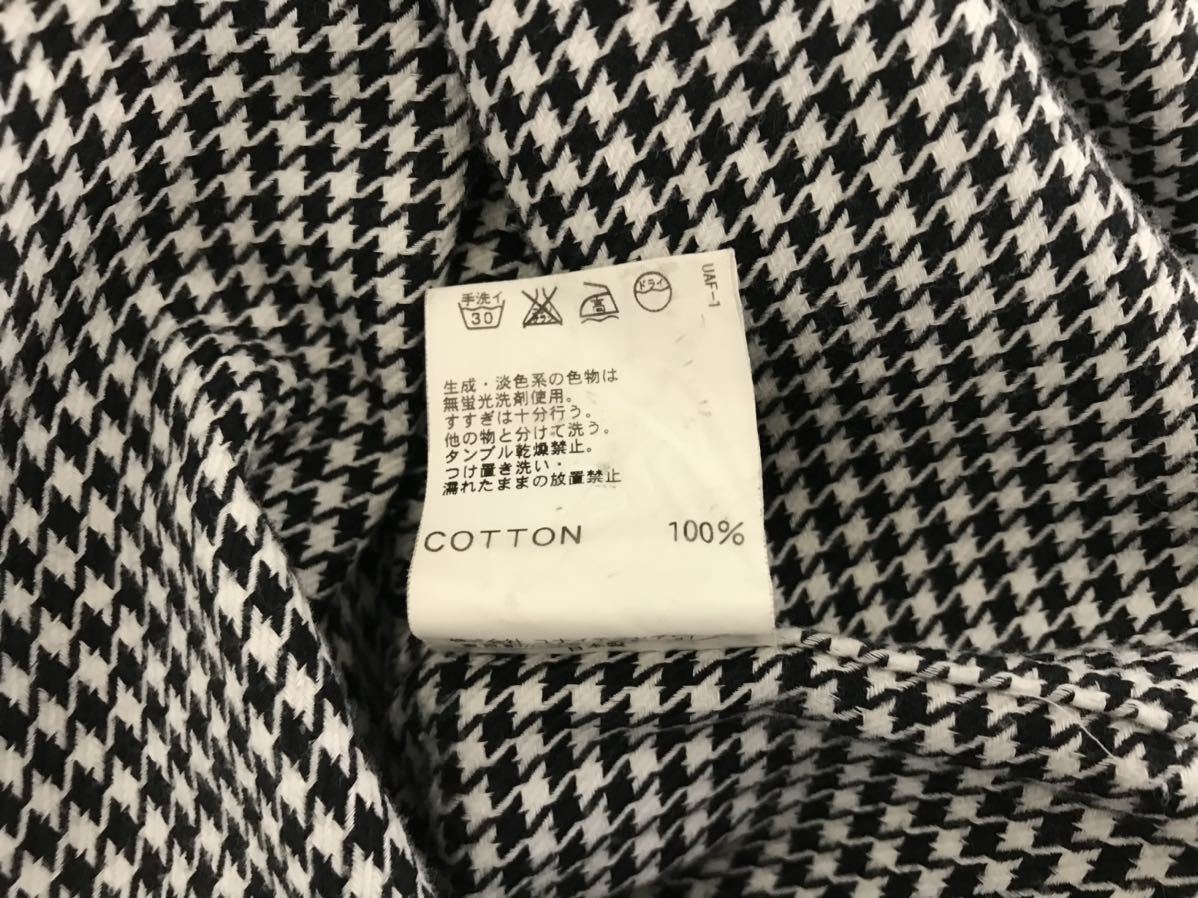 手洗イ
30
高
ドライ
UAF-1
生成・淡色系の色物は
無蛍光洗剤使用。
すすぎは十分行う。
他の物と分けて洗う。
タンブル乾燥禁止。
つけ置き洗い・
濡れたままの放置禁止
COTTON 100%